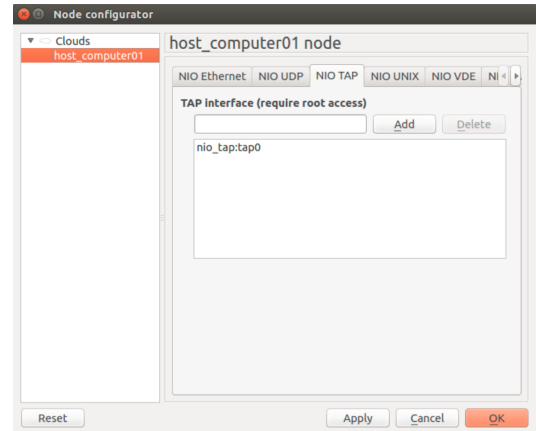 Node configurator
Clouds
host_computer01
host_computer01 node
NIO Ethernet NIO UDP NIO TAP NIO UNIX NIO VDE
TAP interface (require root access)
Add Delete
nio_tap:tap0
Reset Apply Cancel OK